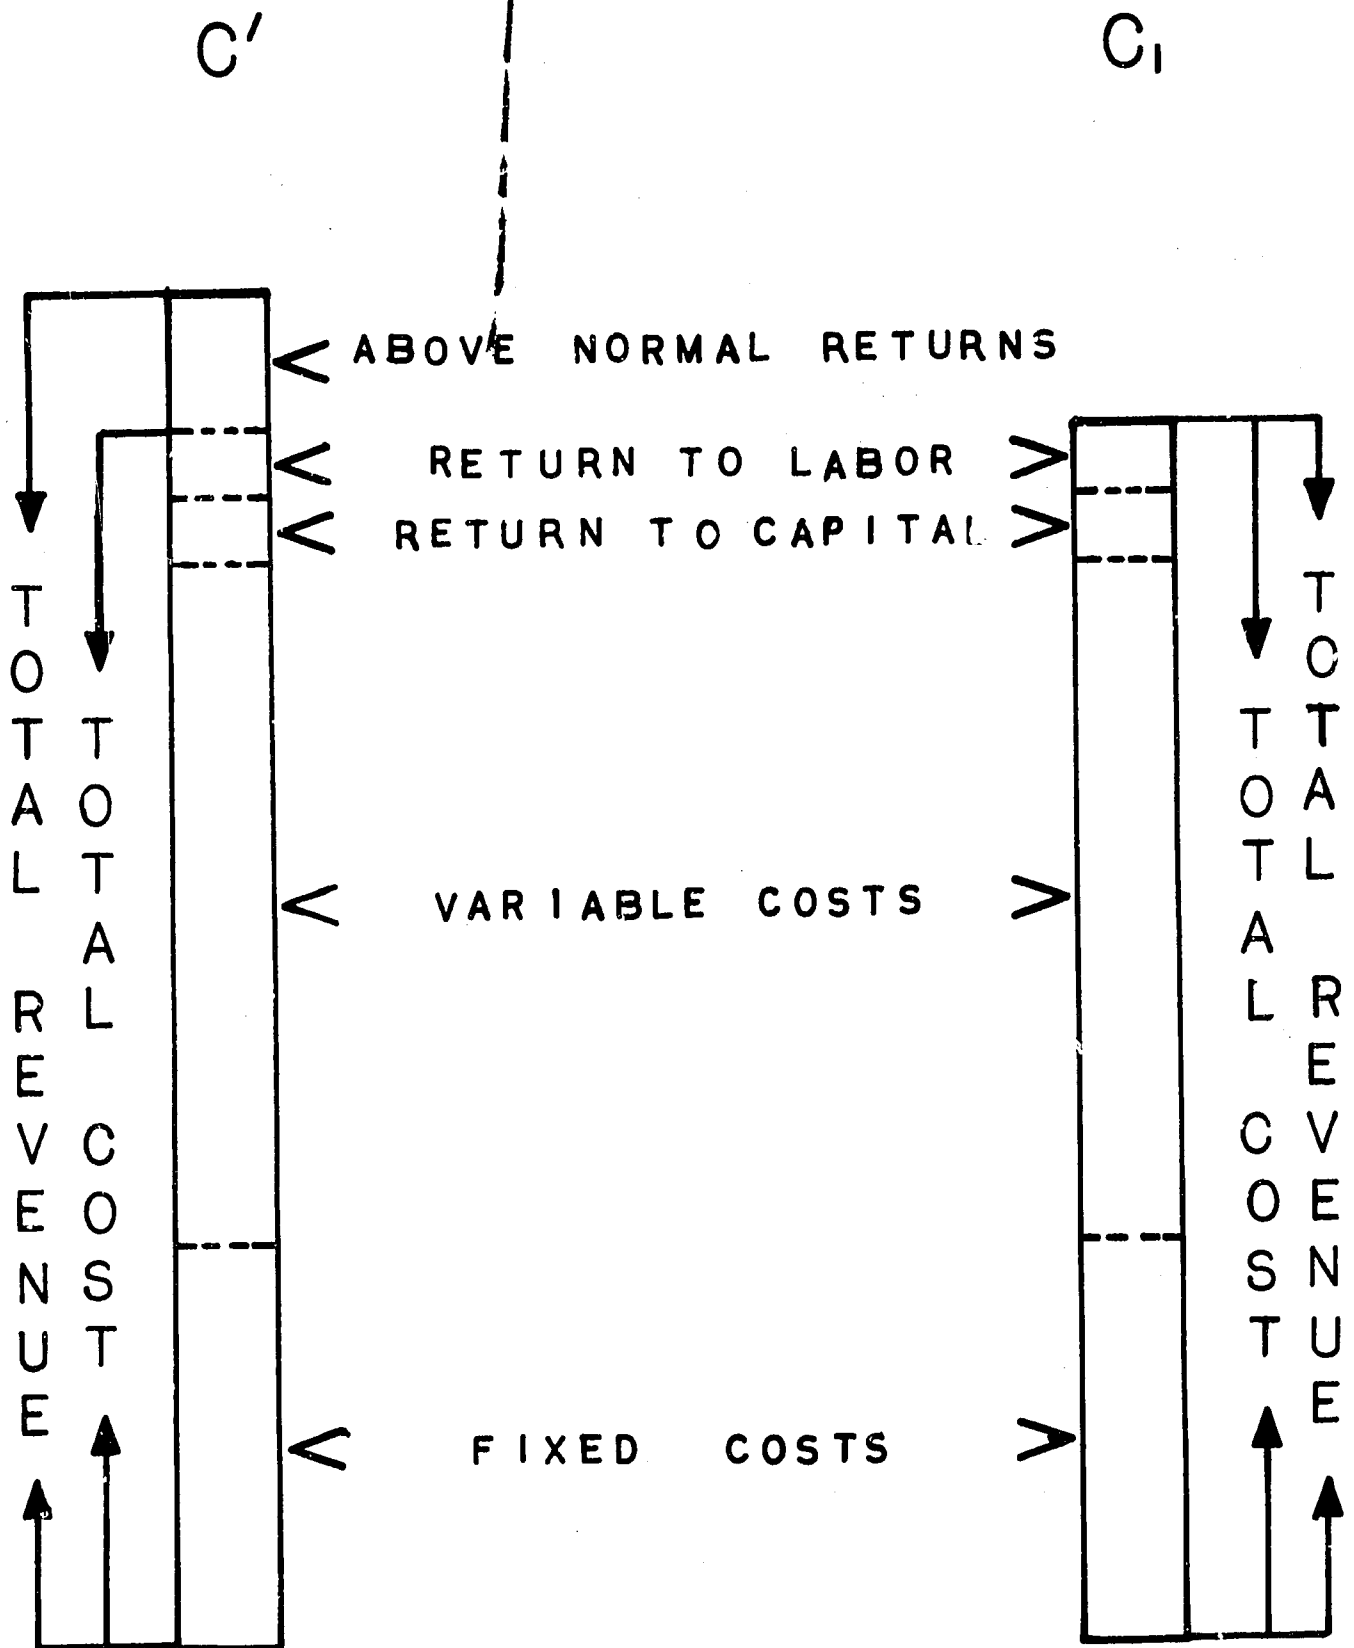 C' C₁
ABOVE NORMAL RETURNS
RETURN TO LABOR
RETURN TO CAPITAL
VARIABLE COSTS
FIXED COSTS
TOTAL REVENUE
TOTAL COST
TOTAL COST
TOTAL REVENUE